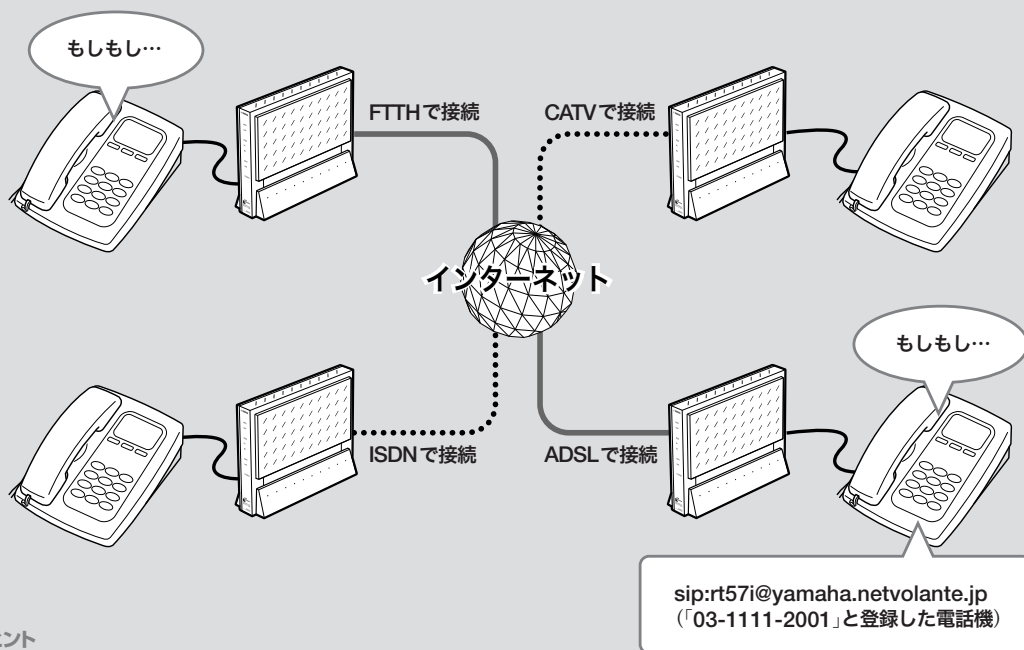 もしもし…
FTTHで接続
CATVで接続
インターネット
もしもし…
ISDNで接続
ADSLで接続
sip:rt57i@yamaha.netvolante.jp
（「03-1111-2001」と登録した電話機）
ヒント